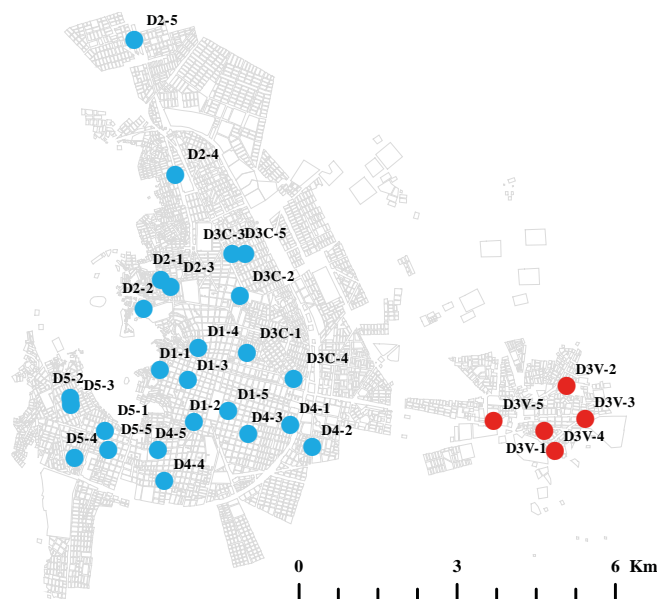 D2-5
D2-4
D3C-3 D3C-5
D2-1
D2-3
D3C-2
D2-2
D1-4
D3C-1
D1-1
D1-3
D3C-4
D3V-2
D5-2
D5-3
D1-5
D3V-5
D3V-3
D1-2
D5-1
D4-3
D4-1
D5-4
D5-5
D4-5
D4-2
D3V-4
D3V-1
D4-4
0 3 6 Km